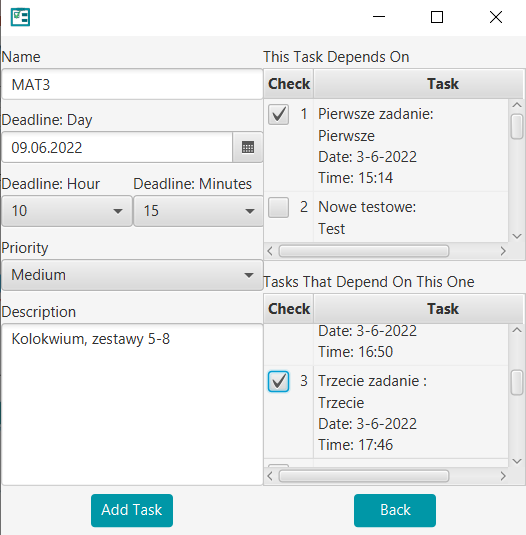 Name
MAT3
Deadline: Day
09.06.2022
Deadline: Hour
Deadline: Minutes
10
15
Priority
Medium
Description
Kolokwium, zestawy 5-8
Add Task
This Task Depends On
Check
Task
1
Pierwsze zadanie:
Pierwsze
Date: 3-6-2022
Time: 15:14
2
Nowe testowe:
Test
Tasks That Depend On This One
Check
Task
Date: 3-6-2022
Time: 16:50
3
Trzecie zadanie :
Trzecie
Date: 3-6-2022
Time: 17:46
Back